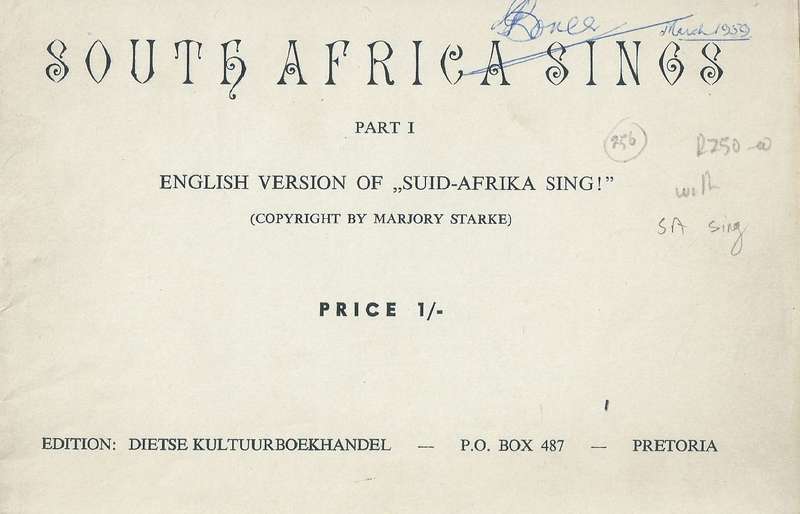 March 1959
SOUTH AFRICA SINGS
PART I
256
R250-00
ENGLISH VERSION OF „SUID-AFRIKA SING!”
with
(COPYRIGHT BY MARJORY STARKE)
SA sing
PRICE 1/-
EDITION: DIETSE KULTUURBOEKHANDEL — P.O. BOX 487 — PRETORIA